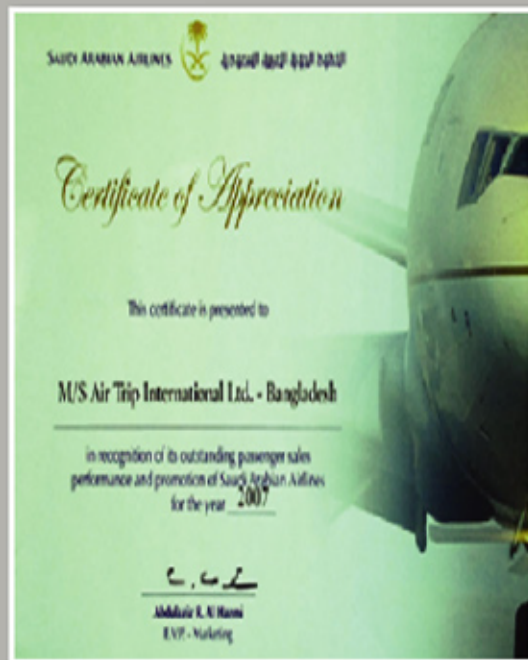 SAUDI ARABIAN AIRLINES
Certificate of Appreciation
This certificate is presented to
M/S Air Trip International Ltd. - Bangladesh
in recognition of its outstanding passenger sales
performance and promotion of Saudi Arabian Airlines
for the year 2007
E.V.P. - Marketing